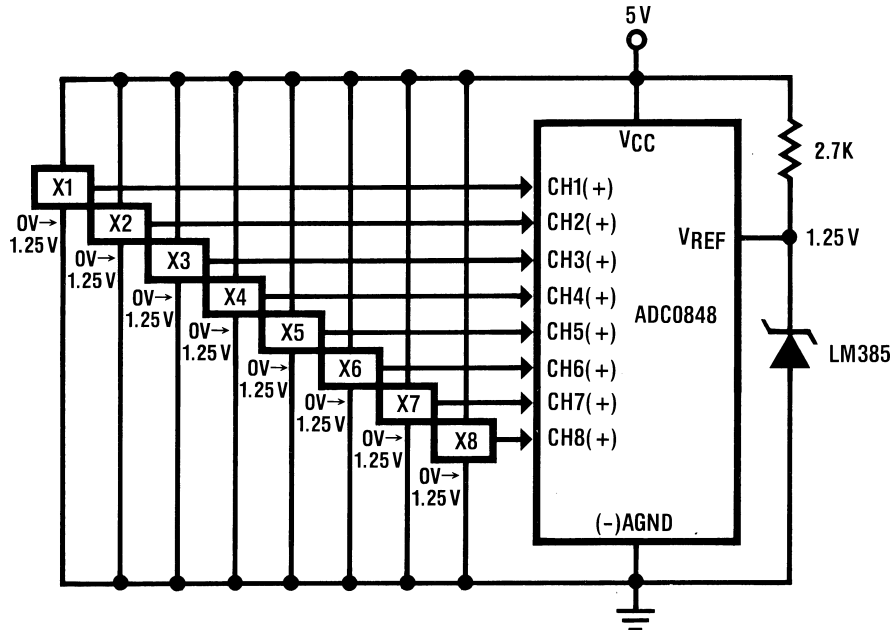 5V
VCC
2.7K
X1
CH1(+)
0V→
1.25V
X2
CH2(+)
0V→
1.25V
VREF
1.25V
X3
CH3(+)
0V→
1.25V
X4
CH4(+)
0V→
1.25V
ADC0848
X5
CH5(+)
0V→
1.25V
LM385
X6
CH6(+)
0V→
1.25V
X7
CH7(+)
0V→
1.25V
X8
CH8(+)
0V→
1.25V
(−)AGND